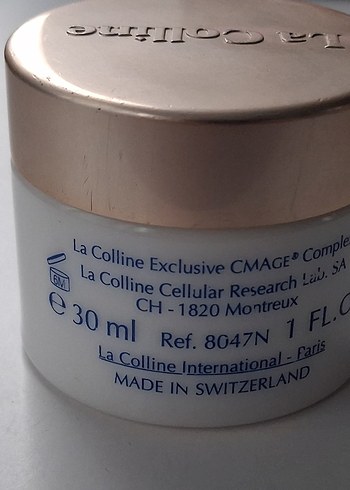 La Colline
La Colline Exclusive CMAGE® Complex
La Colline Cellular Research Lab. SA
CH - 1820 Montreux
6M
e 30 ml Ref. 8047N 1 FL.O
La Colline International - Paris
MADE IN SWITZERLAND